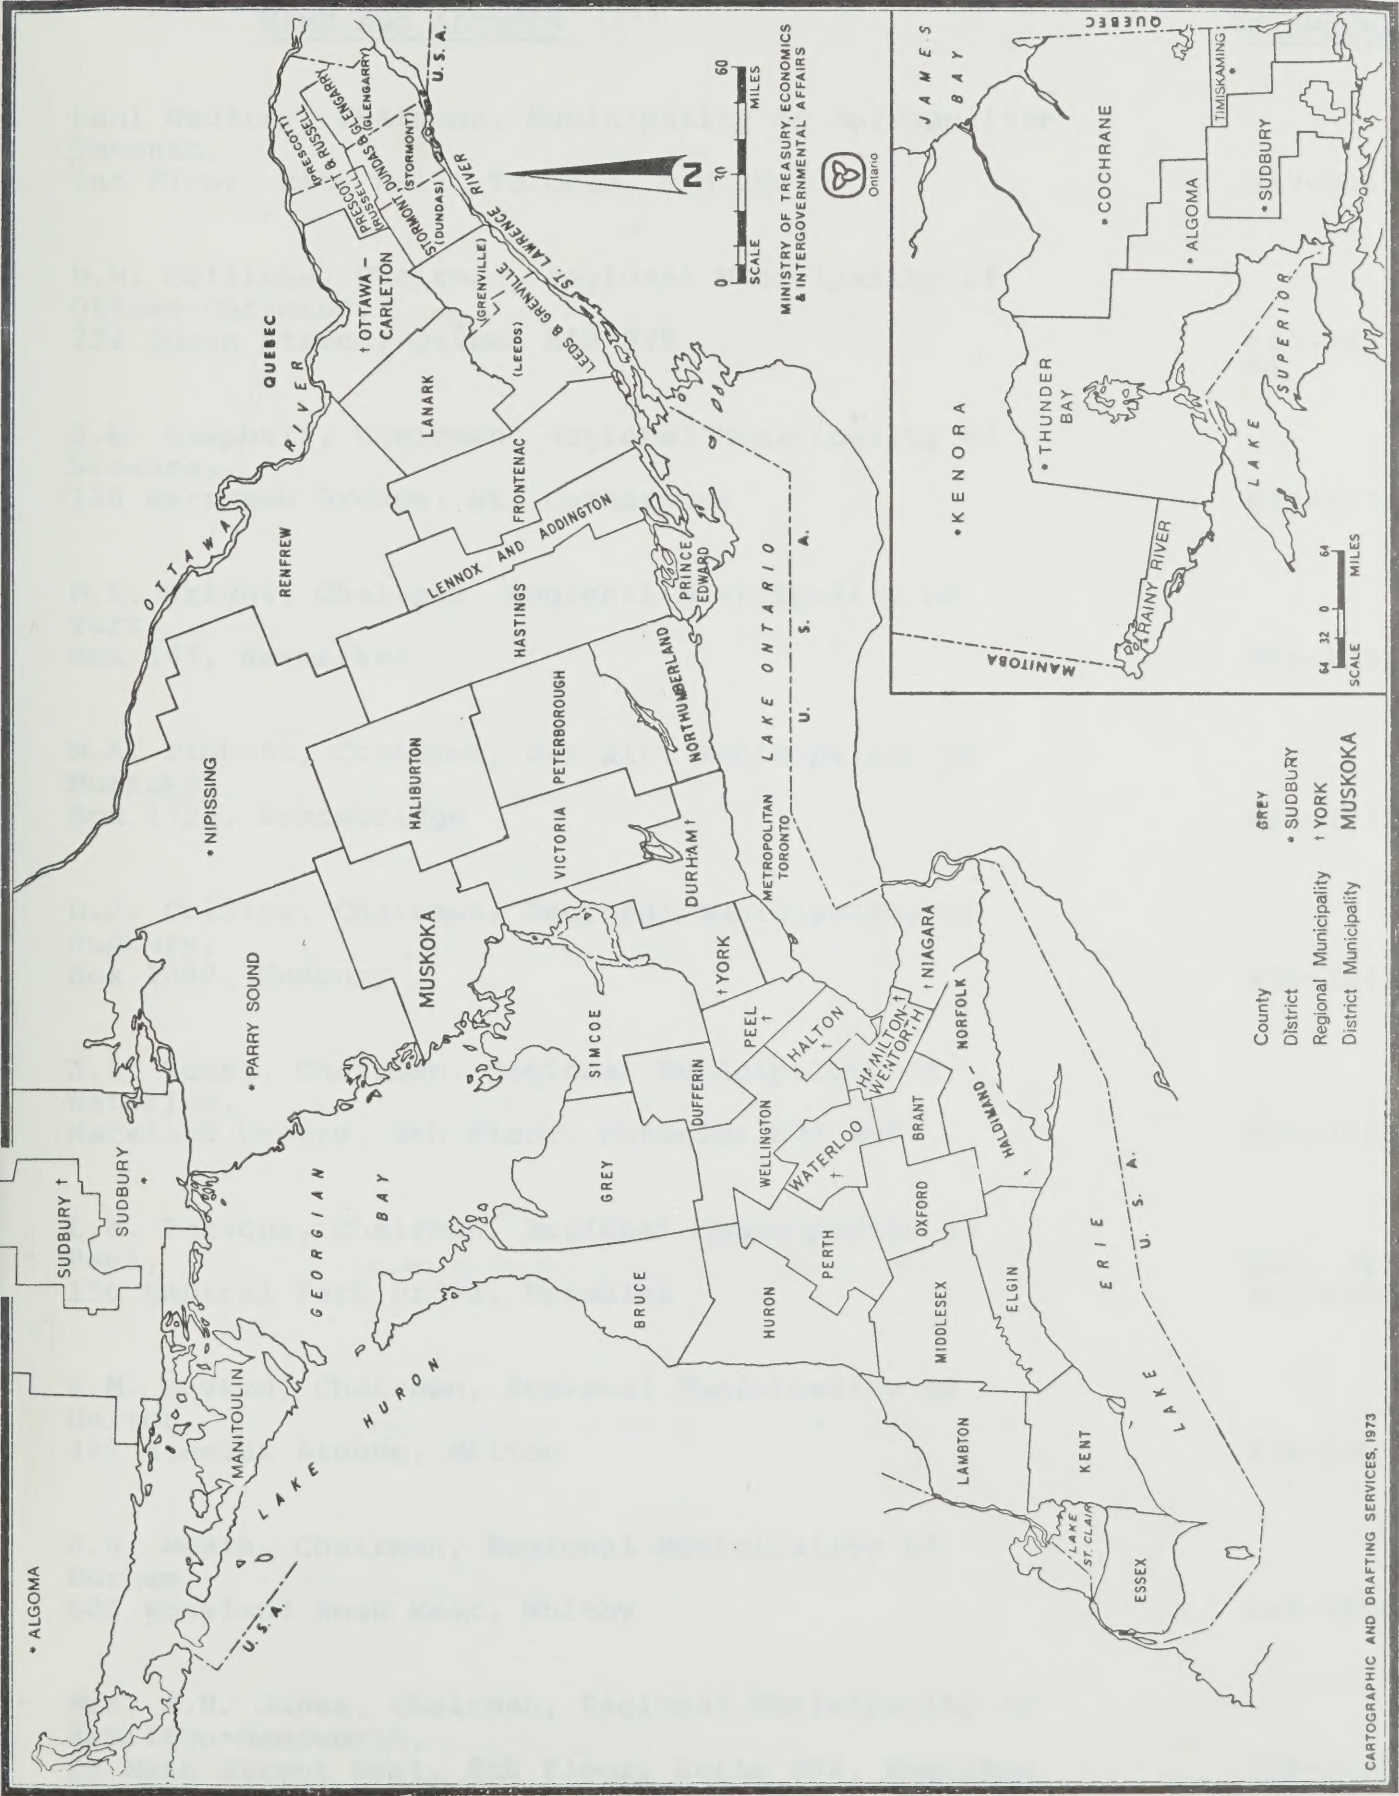 * ALGOMA
SUDBURY †
SUDBURY
*
MANITOULIN
U.S.A.
LAKE HURON
GEORGIAN
BAY
* PARRY SOUND
* NIPISSING
MUSKOKA
HALIBURTON
RENFREW
OTTAWA RIVER
QUEBEC
† OTTAWA –
CARLETON
LANARK
(PRESCOTT)
PRESCOTT & RUSSELL
(RUSSELL)
STORMONT DUNDAS & GLENGARRY
(GLENGARRY)
(STORMONT)
(DUNDAS)
(GRENVILLE)
LEEDS & GRENVILLE
(LEEDS)
ST. LAWRENCE RIVER
U. S. A.
FRONTENAC
LENNOX AND ADDINGTON
HASTINGS
PRINCE
EDWARD
PETERBOROUGH
NORTHUMBERLAND
VICTORIA
DURHAM †
METROPOLITAN
TORONTO
LAKE ONTARIO
U. S. A.
† YORK
SIMCOE
PEEL
†
HALTON
†
DUFFERIN
GREY
BRUCE
WELLINGTON
WATERLOO
†
HAMILTON- †
WENTWORTH
† NIAGARA
HALDIMAND - NORFOLK
†
BRANT
OXFORD
PERTH
HURON
MIDDLESEX
ELGIN
LAMBTON
KENT
ESSEX
LAKE
ST. CLAIR
LAKE ERIE
U. S. A.
N
0 30 60
SCALE MILES
MINISTRY OF TREASURY, ECONOMICS
& INTERGOVERNMENTAL AFFAIRS
Ontario
County GREY
District * SUDBURY
Regional Municipality † YORK
District Municipality MUSKOKA
MANITOBA
* KENORA
JAMES
BAY
QUEBEC
* COCHRANE
TIMISKAMING
*
* THUNDER
BAY
* RAINY RIVER
* ALGOMA
* SUDBURY
LAKE SUPERIOR
64 32 0 64
SCALE MILES
CARTOGRAPHIC AND DRAFTING SERVICES, 1973